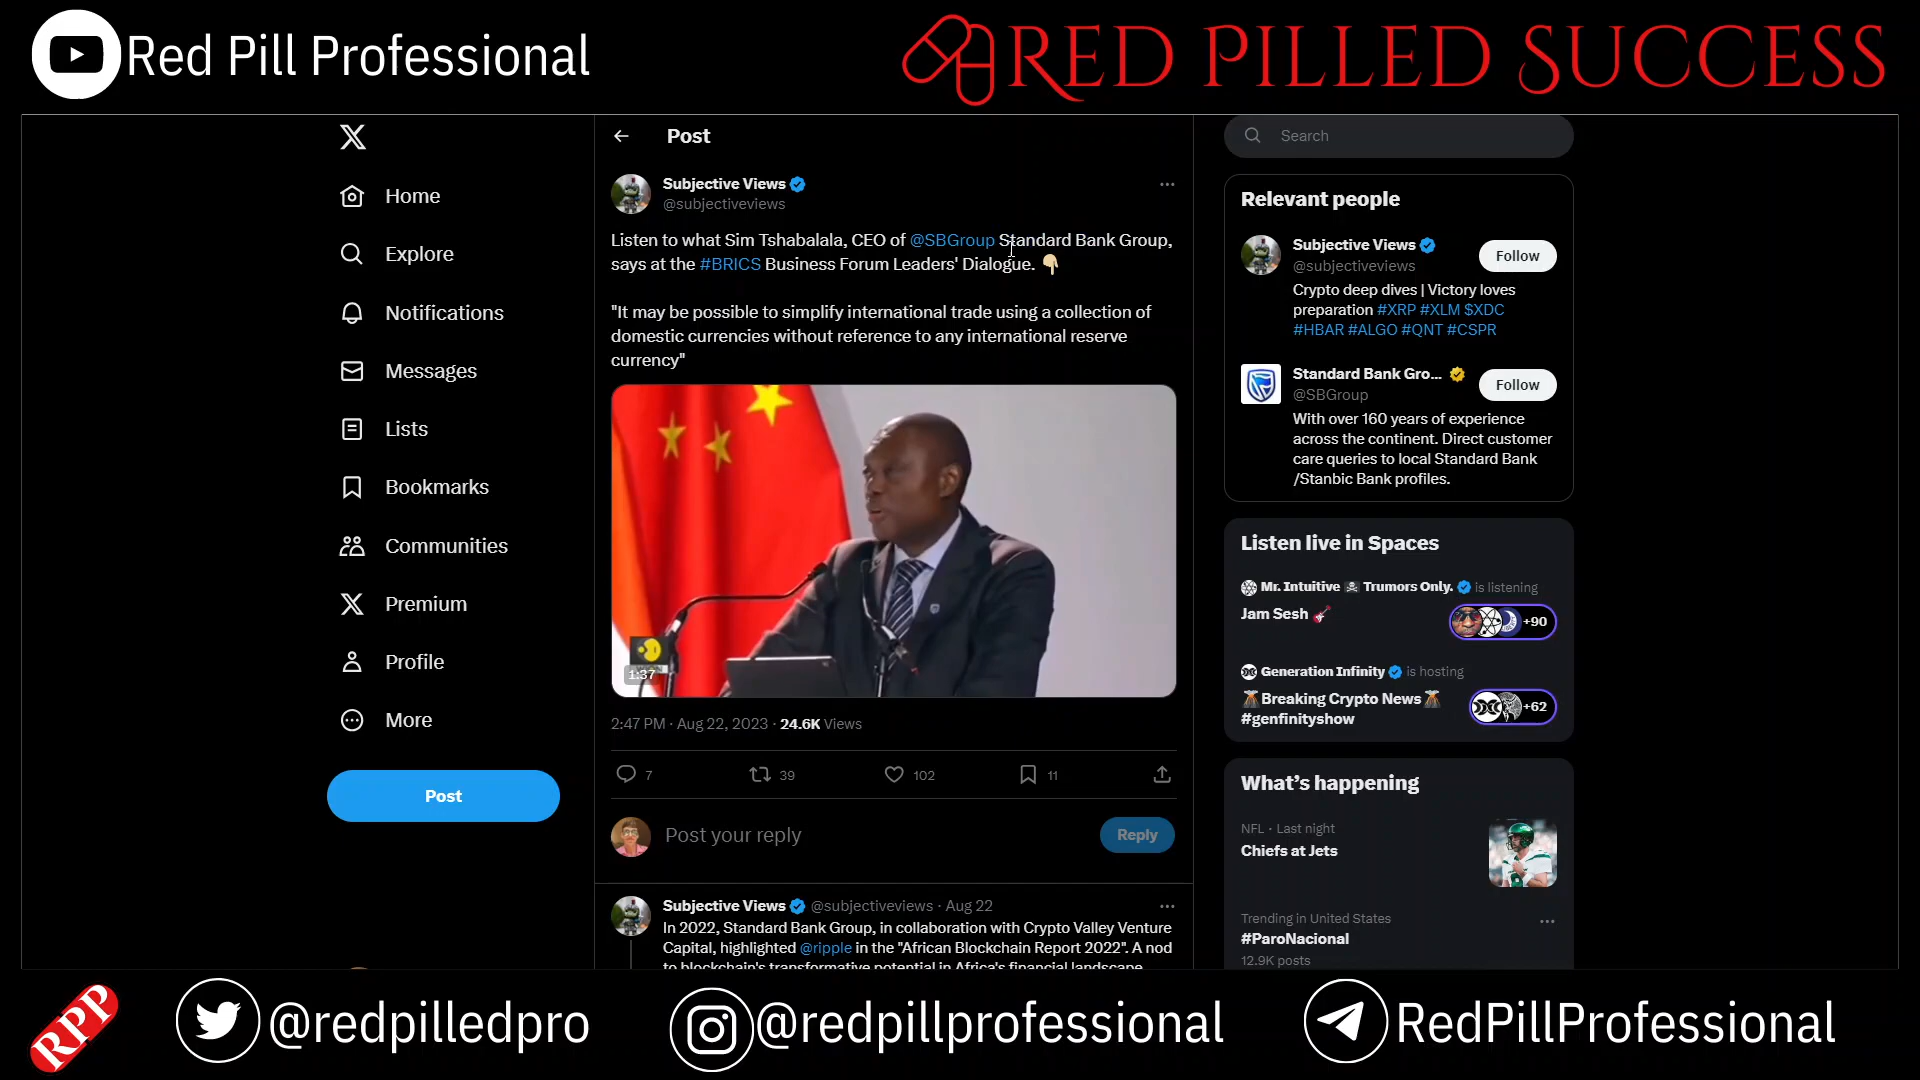 Red Pill Professional
RED PILLED SUCCESS
Home
Explore
Notifications
Messages
Lists
Bookmarks
Communities
Premium
Profile
More
Post
Post
Subjective Views
@subjectiveviews
Listen to what Sim Tshabalala, CEO of @SBGroup Standard Bank Group,
says at the #BRICS Business Forum Leaders' Dialogue. 👇🏼
"It may be possible to simplify international trade using a collection of
domestic currencies without reference to any international reserve
currency"
1:37
2:47 PM · Aug 22, 2023 · 24.6K Views
7
39
102
11
Post your reply
Reply
Subjective Views @subjectiveviews · Aug 22
In 2022, Standard Bank Group, in collaboration with Crypto Valley Venture
Capital, highlighted @ripple in the "African Blockchain Report 2022". A nod
to blockchain's transformative potential in Africa's financial landscape
Search
Relevant people
Subjective Views
@subjectiveviews
Follow
Crypto deep dives | Victory loves
preparation #XRP #XLM $XDC
#HBAR #ALGO #QNT #CSPR
Standard Bank Gro...
@SBGroup
Follow
With over 160 years of experience
across the continent. Direct customer
care queries to local Standard Bank
/Stanbic Bank profiles.
Listen live in Spaces
Mr. Intuitive ☠ Trumors Only. is listening
Jam Sesh 🎸
+90
Generation Infinity is hosting
🌋Breaking Crypto News🌋
#genfinityshow
+62
What's happening
NFL · Last night
Chiefs at Jets
Trending in United States
#ParoNacional
12.9K posts
RPP
@redpilledpro
@redpillprofessional
RedPillProfessional